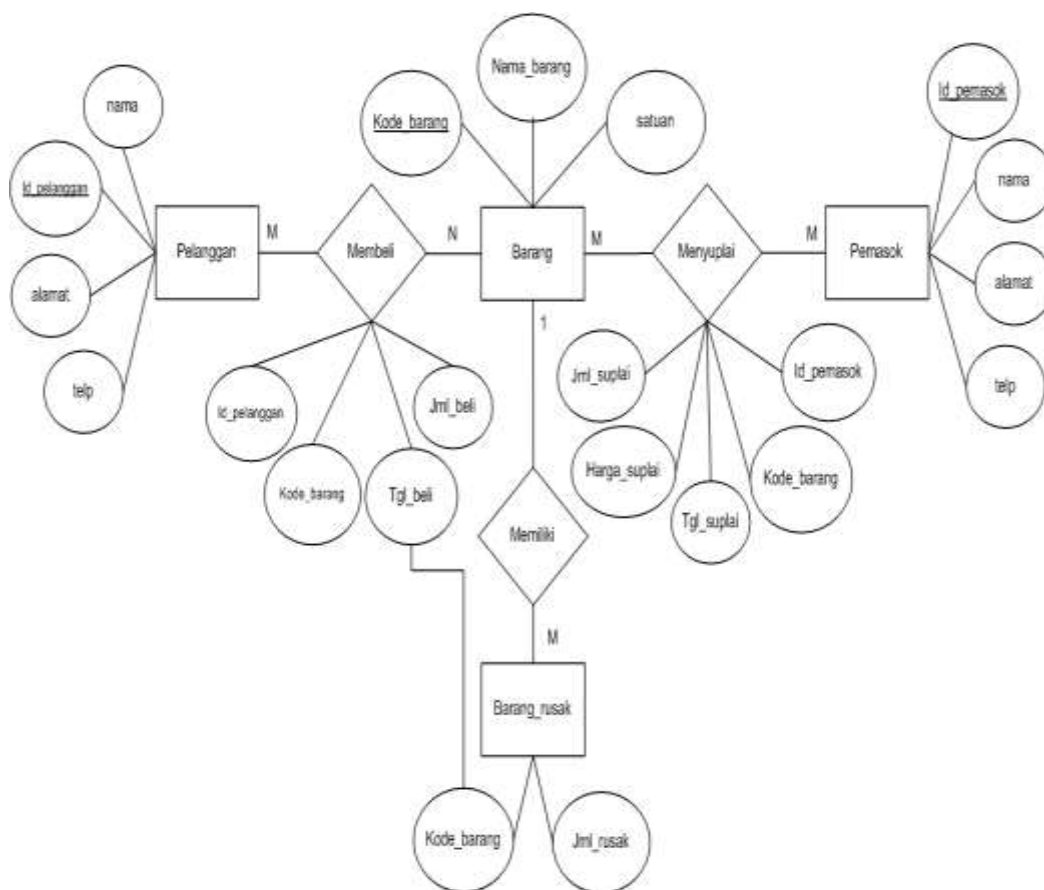 Nama_barang
Id_pemasok
nama
Kode_barang
satuan
Id_pelanggan
nama
Pelanggan
M
Membeli
N
Barang
M
Menyuplai
M
Pemasok
alamat
alamat
1
telp
Id_pelanggan
Jml_beli
Jml_suplai
Id_pemasok
telp
Kode_barang
Tgl_beli
Harga_suplai
Tgl_suplai
Kode_barang
Memiliki
M
Barang_rusak
Kode_barang
Jml_rusak